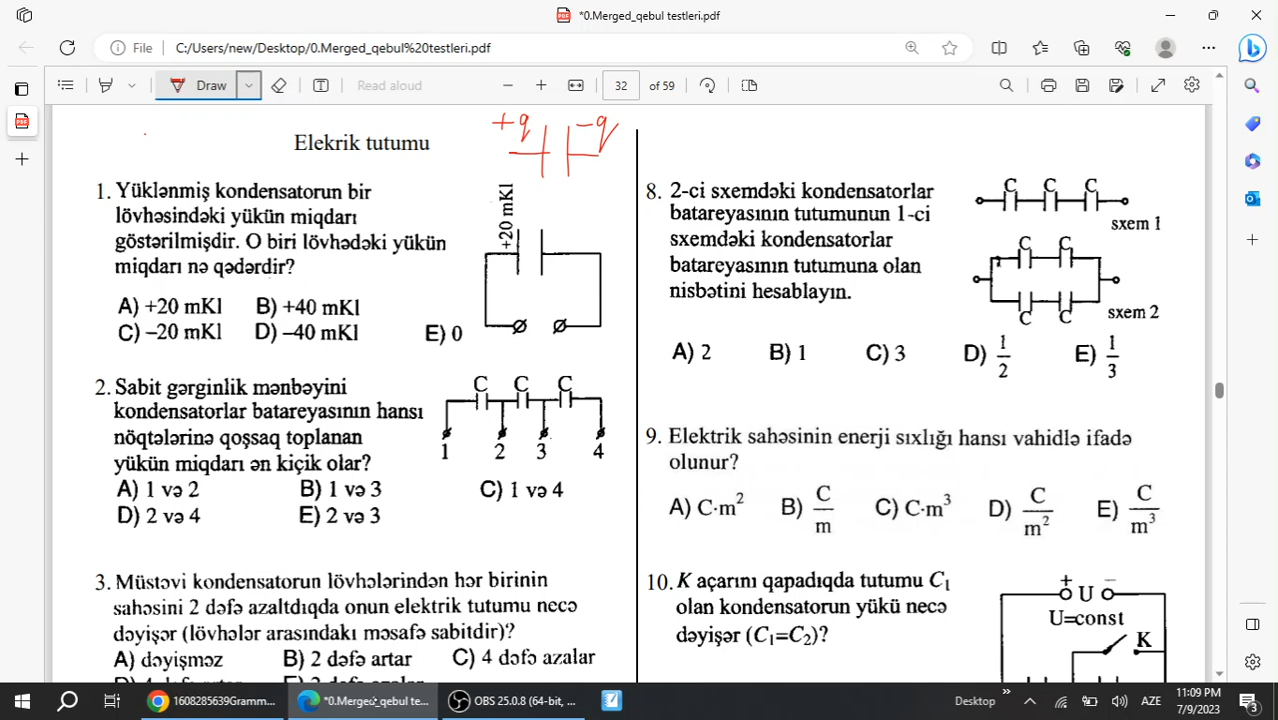 *0.Merged_qebul testleri.pdf
File
C:/Users/new/Desktop/0.Merged_qebul%20testleri.pdf
Draw
Read aloud
32
of 59
+q
-q
Elekrik tutumu
1. Yüklənmiş kondensatorun bir
lövhəsindəki yükün miqdarı
göstərilmişdir. O biri lövhədəki yükün
miqdarı nə qədərdir?
+20 mKl
A) +20 mKl B) +40 mKl
C) –20 mKl D) –40 mKl E) 0
2. Sabit gərginlik mənbəyini
kondensatorlar batareyasının hansı
nöqtələrinə qoşsaq toplanan
yükün miqdarı ən kiçik olar?
C C C
1 2 3 4
A) 1 və 2 B) 1 və 3 C) 1 və 4
D) 2 və 4 E) 2 və 3
3. Müstəvi kondensatorun lövhələrindən hər birinin
sahəsini 2 dəfə azaltdıqda onun elektrik tutumu necə
dəyişər (lövhələr arasındakı məsafə sabitdir)?
A) dəyişməz B) 2 dəfə artar C) 4 dəfə azalar
8. 2-ci sxemdəki kondensatorlar
batareyasının tutumunun 1-ci
sxemdəki kondensatorlar
batareyasının tutumuna olan
nisbətini hesablayın.
C C C
sxem 1
C C
C C
sxem 2
A) 2 B) 1 C) 3 D) 1/2 E) 1/3
9. Elektrik sahəsinin enerji sıxlığı hansı vahidlə ifadə
olunur?
A) C·m² B) C/m C) C·m³ D) C/m² E) C/m³
10. K açarını qapadıqda tutumu C₁
olan kondensatorun yükü necə
dəyişər (C₁=C₂)?
+ U –
U=const
K
1608285639Gramm...
*0.Merged_qebul te...
OBS 25.0.8 (64-bit, ...
Desktop
AZE
11:09 PM
7/9/2023
3